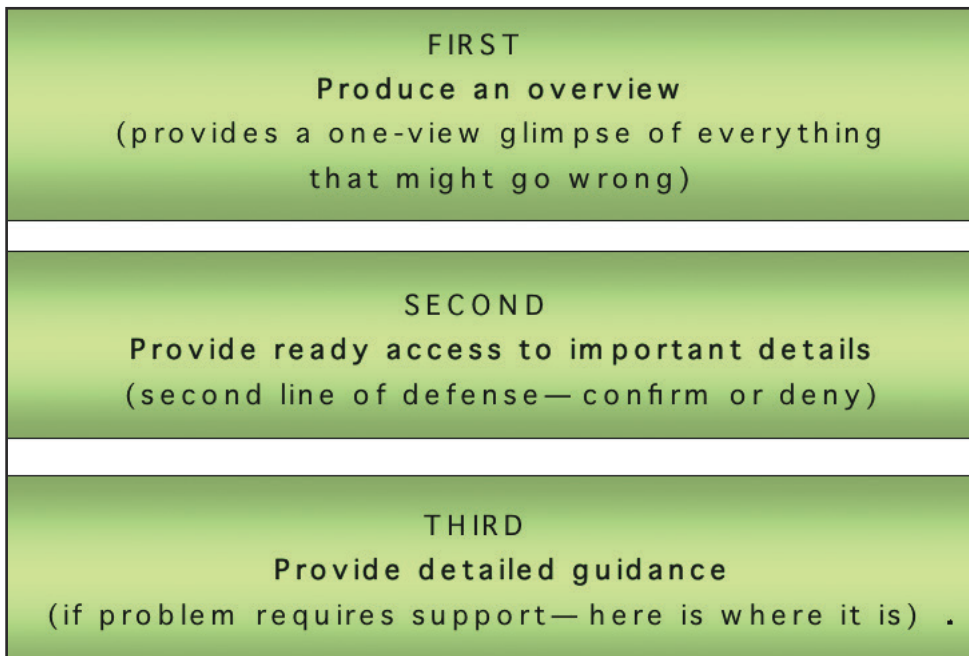 FIRST
Produce an overview
(provides a one-view glimpse of everything
that might go wrong)
SECOND
Provide ready access to important details
(second line of defense—confirm or deny)
THIRD
Provide detailed guidance
(if problem requires support—here is where it is) .